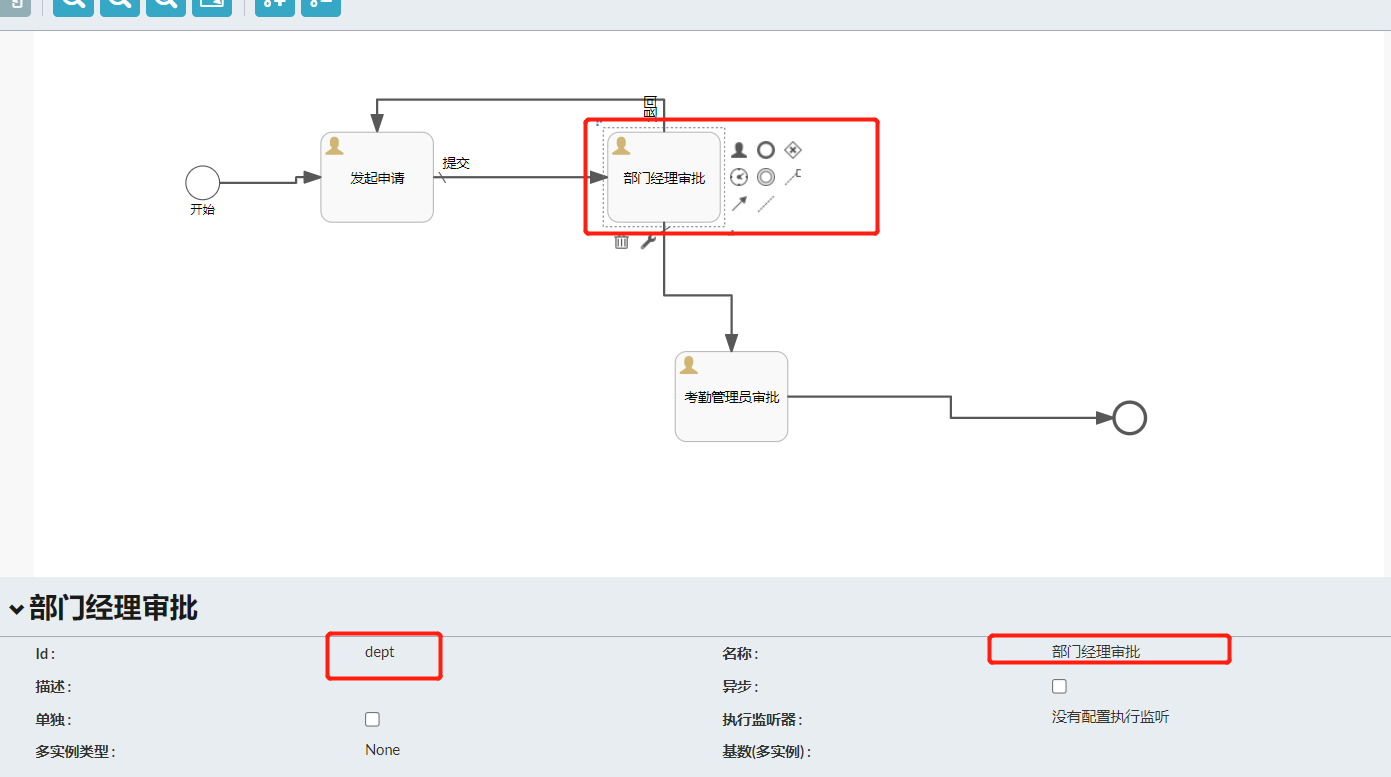 驳回
发起申请
提交
部门经理审批
开始
考勤管理员审批
部门经理审批
Id :
dept
名称 :
部门经理审批
描述 :
异步 :
单独 :
执行监听器 :
没有配置执行监听
多实例类型 :
None
基数(多实例) :